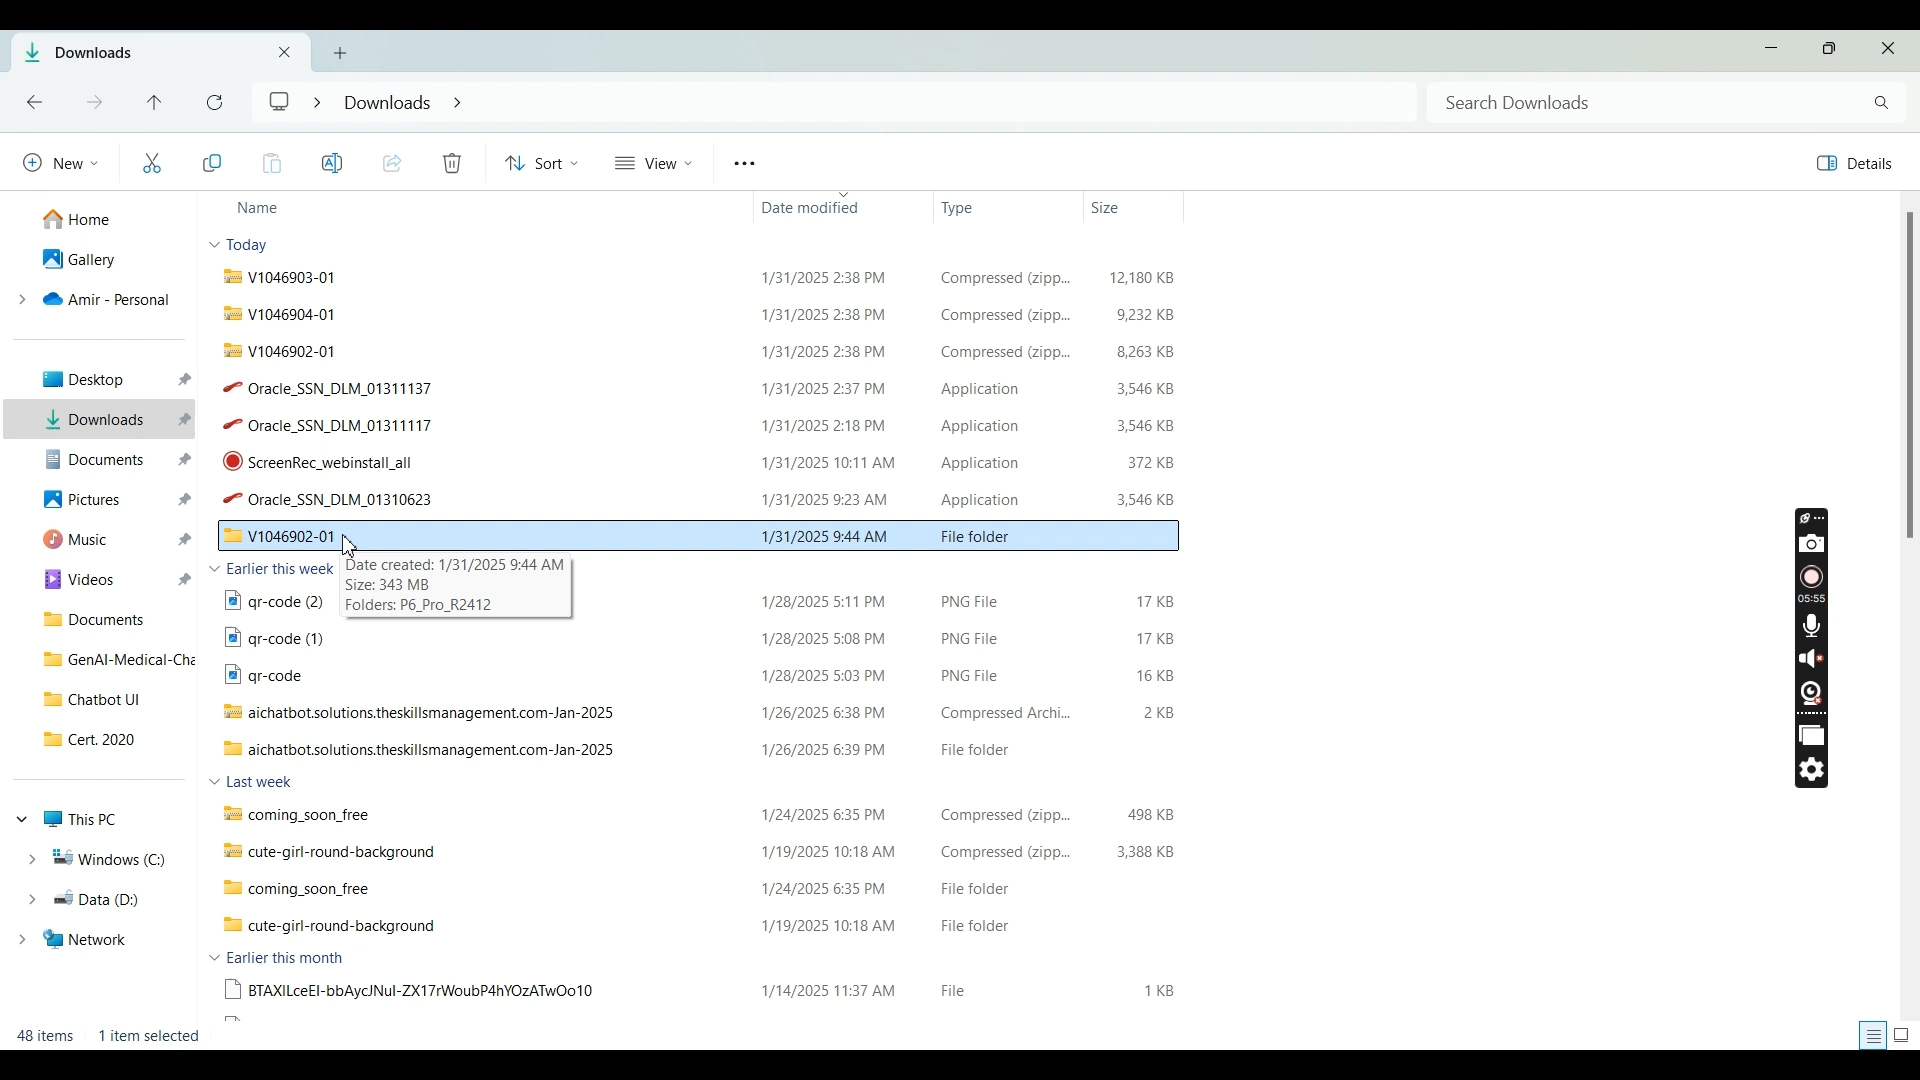 Downloads
Downloads
Search Downloads
New
Sort
View
Details
Name Date modified Type Size
Home
Gallery
Amir - Personal
Desktop
Downloads
Documents
Pictures
Music
Videos
Documents
GenAI-Medical-Cha
Chatbot UI
Cert. 2020
This PC
Windows (C:)
Data (D:)
Network
Today
V1046903-01 1/31/2025 2:38 PM Compressed (zipp... 12,180 KB
V1046904-01 1/31/2025 2:38 PM Compressed (zipp... 9,232 KB
V1046902-01 1/31/2025 2:38 PM Compressed (zipp... 8,263 KB
Oracle_SSN_DLM_01311137 1/31/2025 2:37 PM Application 3,546 KB
Oracle_SSN_DLM_01311117 1/31/2025 2:18 PM Application 3,546 KB
ScreenRec_webinstall_all 1/31/2025 10:11 AM Application 372 KB
Oracle_SSN_DLM_01310623 1/31/2025 9:23 AM Application 3,546 KB
V1046902-01 1/31/2025 9:44 AM File folder
Date created: 1/31/2025 9:44 AM
Size: 343 MB
Folders: P6_Pro_R2412
Earlier this week
qr-code (2) 1/28/2025 5:11 PM PNG File 17 KB
qr-code (1) 1/28/2025 5:08 PM PNG File 17 KB
qr-code 1/28/2025 5:03 PM PNG File 16 KB
aichatbot.solutions.theskillsmanagement.com-Jan-2025 1/26/2025 6:38 PM Compressed Archi... 2 KB
aichatbot.solutions.theskillsmanagement.com-Jan-2025 1/26/2025 6:39 PM File folder
Last week
coming_soon_free 1/24/2025 6:35 PM Compressed (zipp... 498 KB
cute-girl-round-background 1/19/2025 10:18 AM Compressed (zipp... 3,388 KB
coming_soon_free 1/24/2025 6:35 PM File folder
cute-girl-round-background 1/19/2025 10:18 AM File folder
Earlier this month
1/14/2025 11:37 AM File 1 KB
05:55
48 items 1 item selected